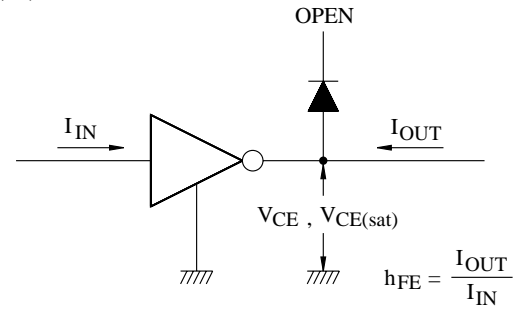 OPEN
I_IN
I_OUT
V_CE , V_CE(sat)
h_FE = I_OUT / I_IN